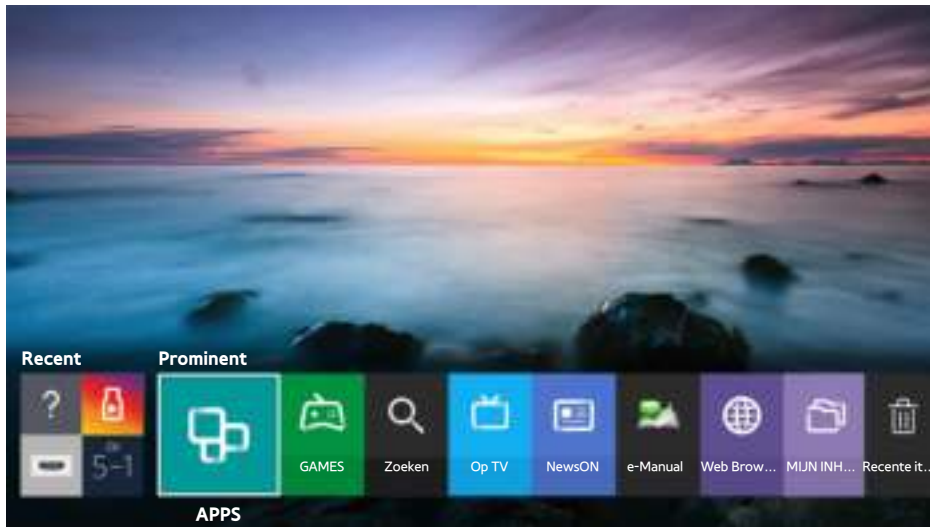 Recent
Prominent
?
5-1
GAMES
Zoeken
Op TV
NewsON
e-Manual
Web Brow...
MIJN INH...
Recente it...
APPS